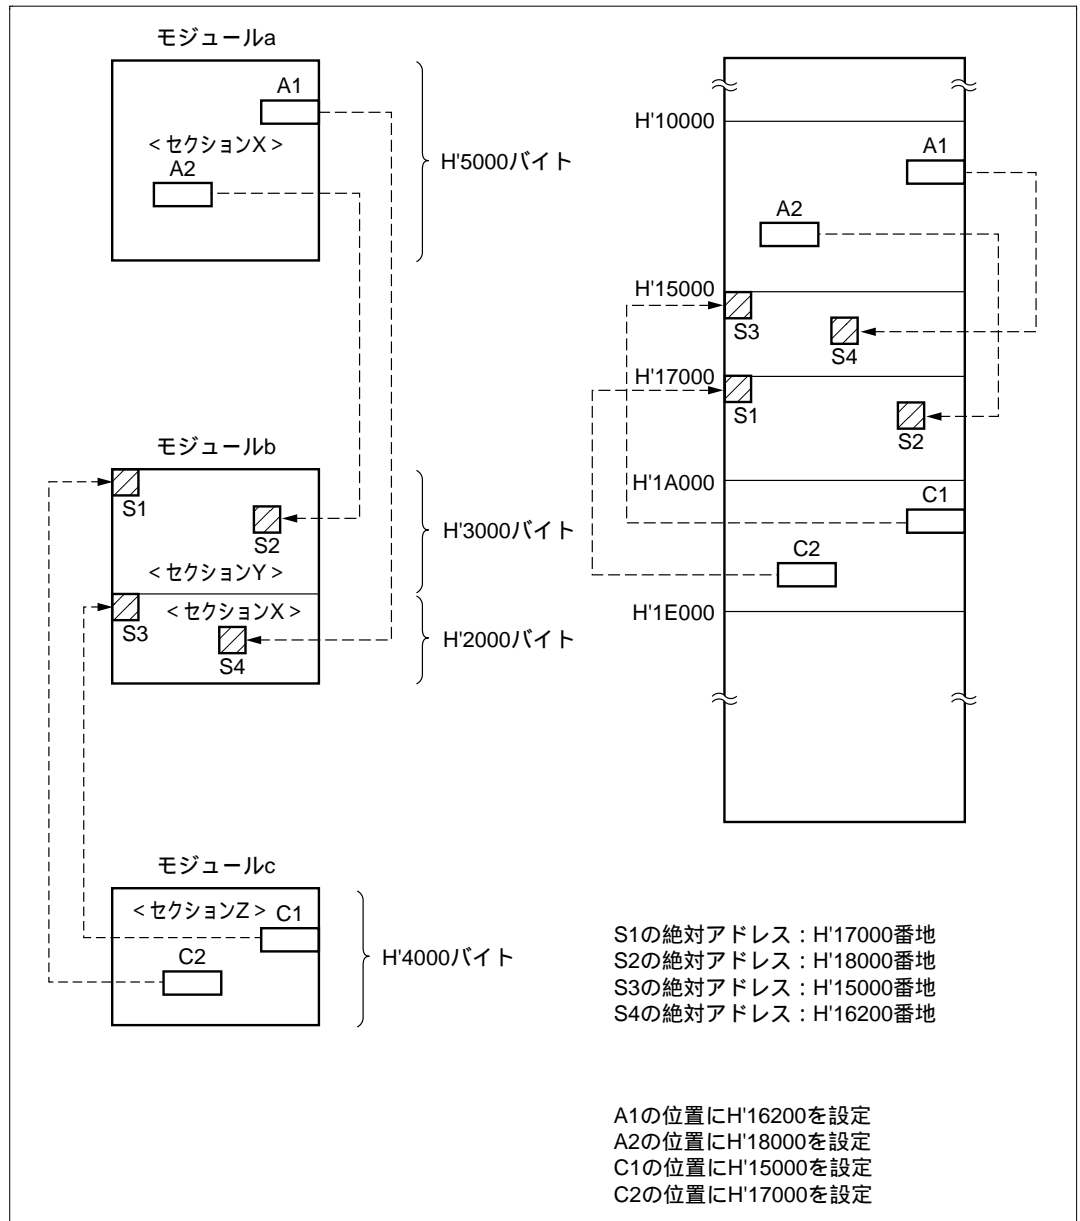 モジュールa
A1
<セクションX>
A2
H'5000バイト
モジュールb
S1
S2
<セクションY>
H'3000バイト
S3
<セクションX>
S4
H'2000バイト
モジュールc
<セクションZ>
C1
C2
H'4000バイト
H'10000
A1
A2
H'15000
S3
S4
H'17000
S1
S2
H'1A000
C1
C2
H'1E000
S1の絶対アドレス：H'17000番地
S2の絶対アドレス：H'18000番地
S3の絶対アドレス：H'15000番地
S4の絶対アドレス：H'16200番地
A1の位置にH'16200を設定
A2の位置にH'18000を設定
C1の位置にH'15000を設定
C2の位置にH'17000を設定